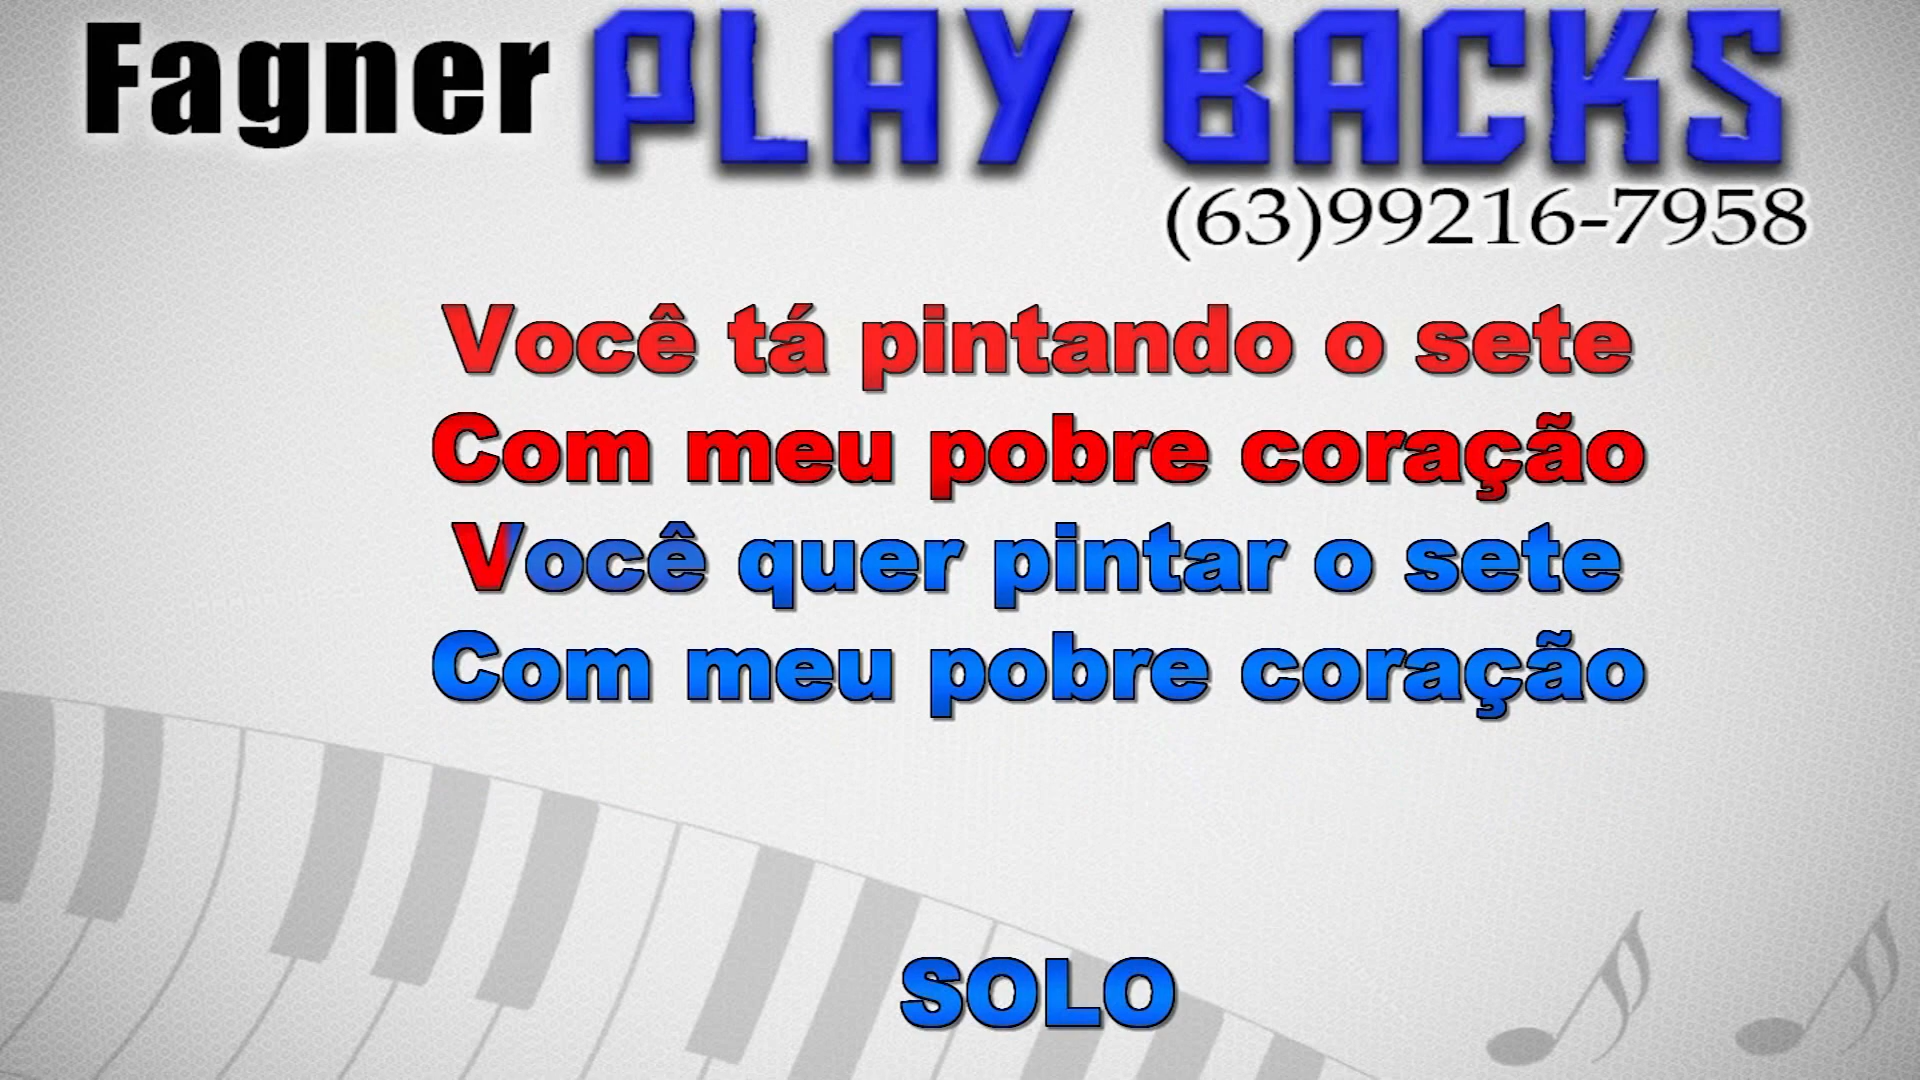 Fagner PLAY BACKS
(63)99216-7958
Você tá pintando o sete
Com meu pobre coração
Você quer pintar o sete
Com meu pobre coração
SOLO